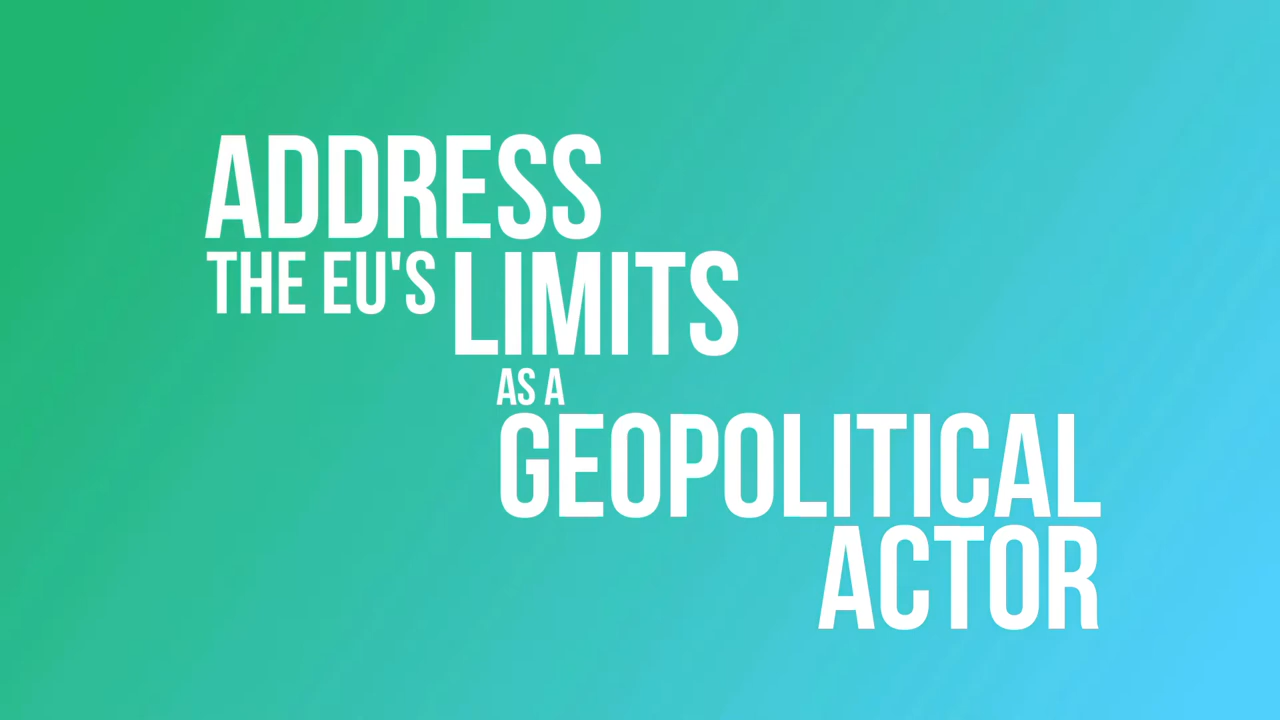 ADDRESS
THE EU'S LIMITS
AS A
GEOPOLITICAL
ACTOR